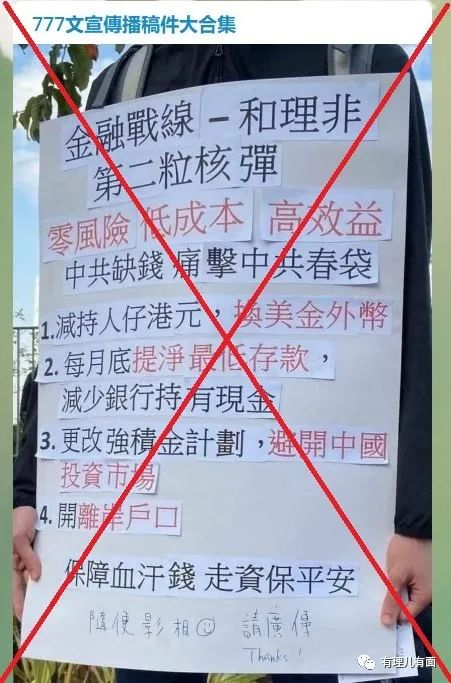 777文宣傳播稿件大合集
金融戰線 – 和理非
第二粒核彈
零風險 低成本 高效益
中共缺錢 痛擊中共春袋
1.減持人仔港元，換美金外幣
2. 每月底提淨最低存款，
減少銀行持有現金
3. 更改強積金計劃，避開中國
投資市場
4. 開離岸戶口
保障血汗錢 走資保平安
隨便影相 請廣傳
Thanks!
有理儿有面